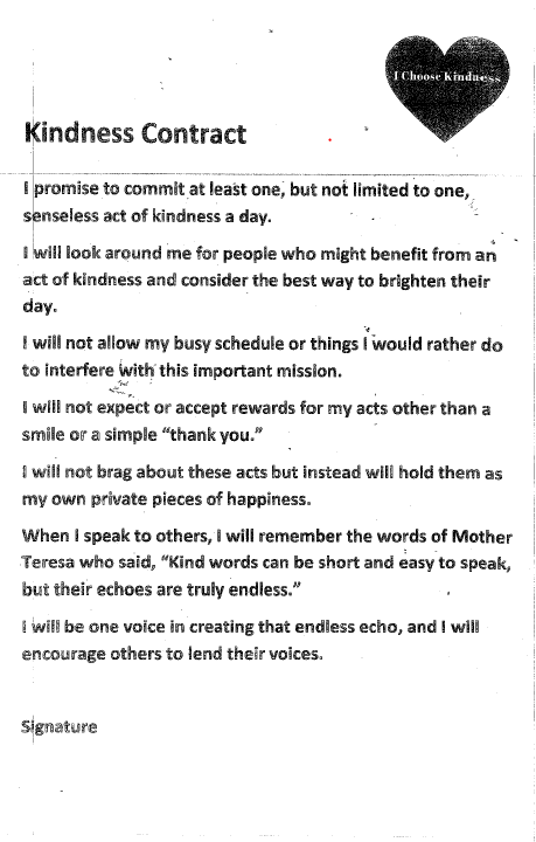 I Choose Kindness
Kindness Contract
I promise to commit at least one, but not limited to one,
senseless act of kindness a day.
I will look around me for people who might benefit from an
act of kindness and consider the best way to brighten their
day.
I will not allow my busy schedule or things I would rather do
to interfere with this important mission.
I will not expect or accept rewards for my acts other than a
smile or a simple “thank you.”
I will not brag about these acts but instead will hold them as
my own private pieces of happiness.
When I speak to others, I will remember the words of Mother
Teresa who said, “Kind words can be short and easy to speak,
but their echoes are truly endless.”
I will be one voice in creating that endless echo, and I will
encourage others to lend their voices.
Signature